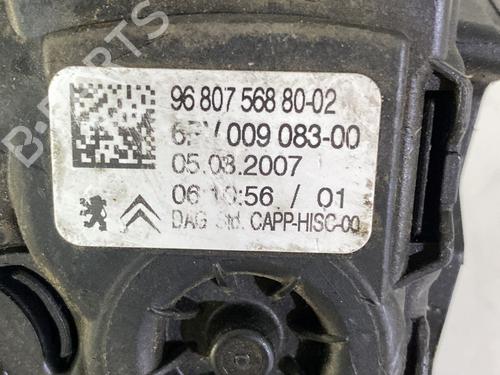 96 807 568 80-02
6PV 009 083-00
05.03.2007
06:10:56 / 01
DAG Std. CAPP-HISC-00
B-PARTS